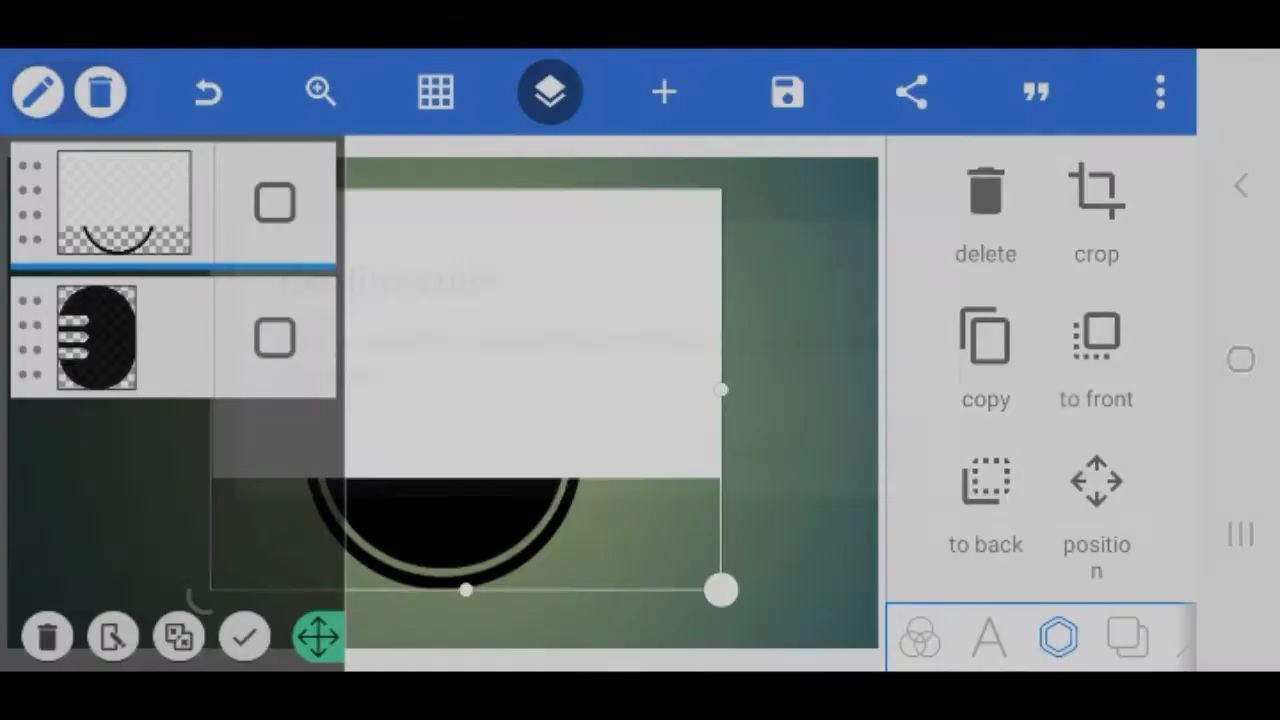 delete
crop
copy
to front
to back
positio
n